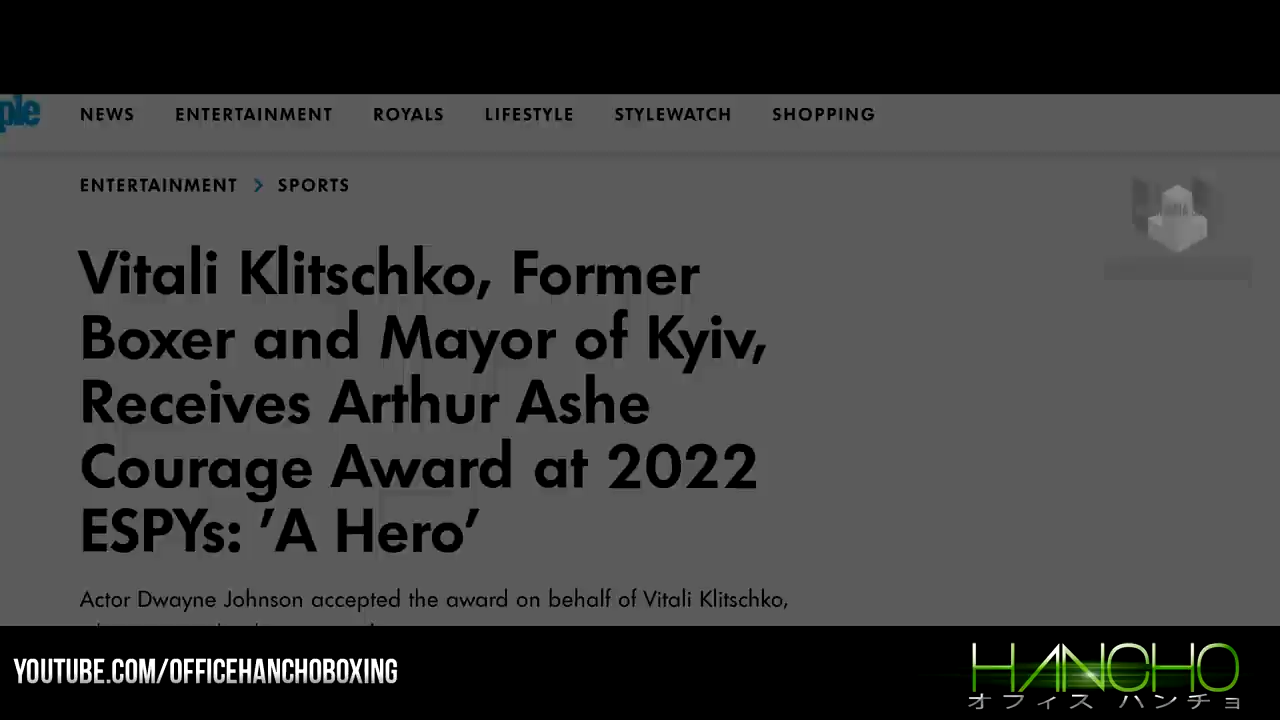 ple
NEWS ENTERTAINMENT ROYALS LIFESTYLE STYLEWATCH SHOPPING
ENTERTAINMENT > SPORTS
Vitali Klitschko, Former
Boxer and Mayor of Kyiv,
Receives Arthur Ashe
Courage Award at 2022
ESPYs: 'A Hero'
Actor Dwayne Johnson accepted the award on behalf of Vitali Klitschko,
YOUTUBE.COM/OFFICEHANCHOBOXING
HANCHO
オフィス ハンチョ